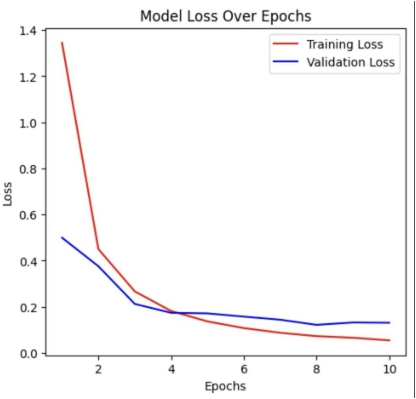 Model Loss Over Epochs
1.4
1.2
1.0
0.8
0.6
0.4
0.2
0.0
Loss
Training Loss
Validation Loss
2 4 6 8 10
Epochs